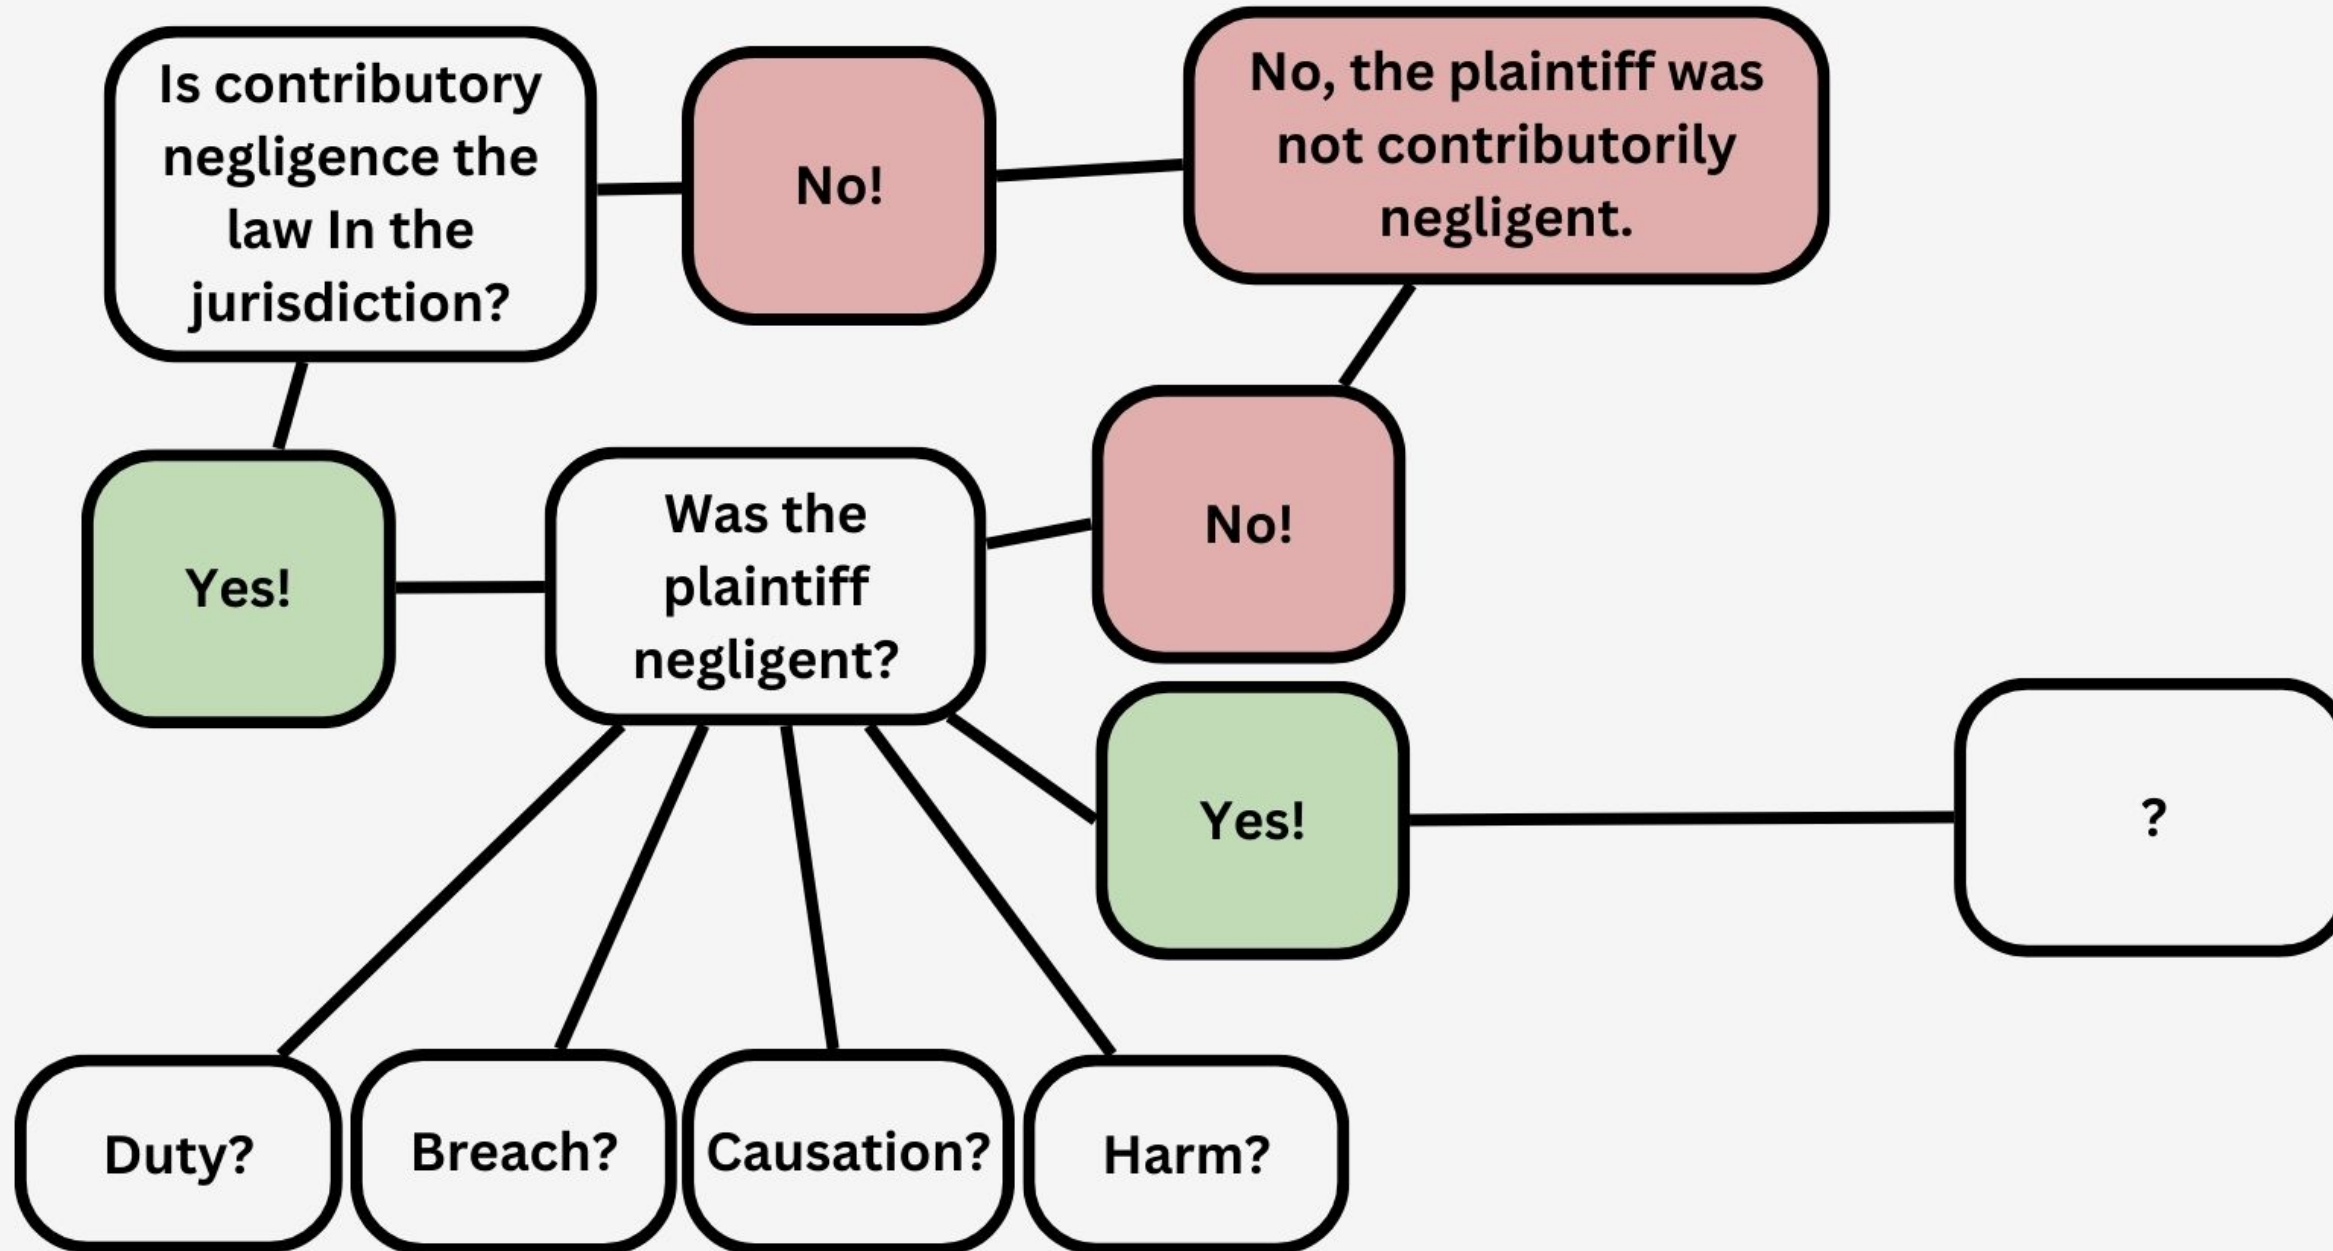 Is contributory
negligence the
law In the
jurisdiction?
No!
No, the plaintiff was
not contributorily
negligent.
Yes!
Was the
plaintiff
negligent?
No!
Yes!
?
Duty?
Breach?
Causation?
Harm?